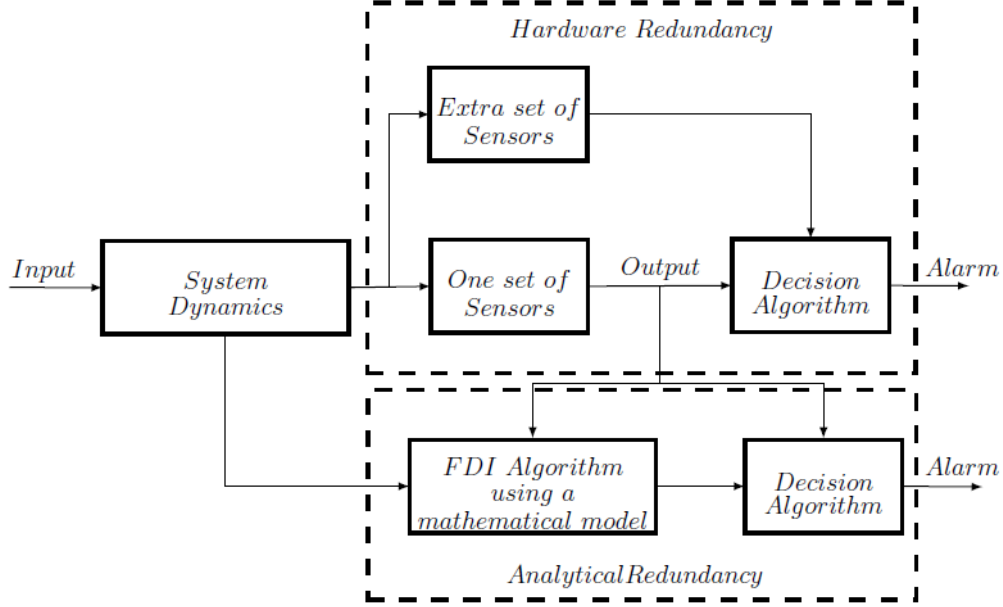 Hardware Redundancy
Extra set of
Sensors
Input
System
Dynamics
One set of
Sensors
Output
Decision
Algorithm
Alarm
FDI Algorithm
using a
mathematical model
Decision
Algorithm
Alarm
AnalyticalRedundancy